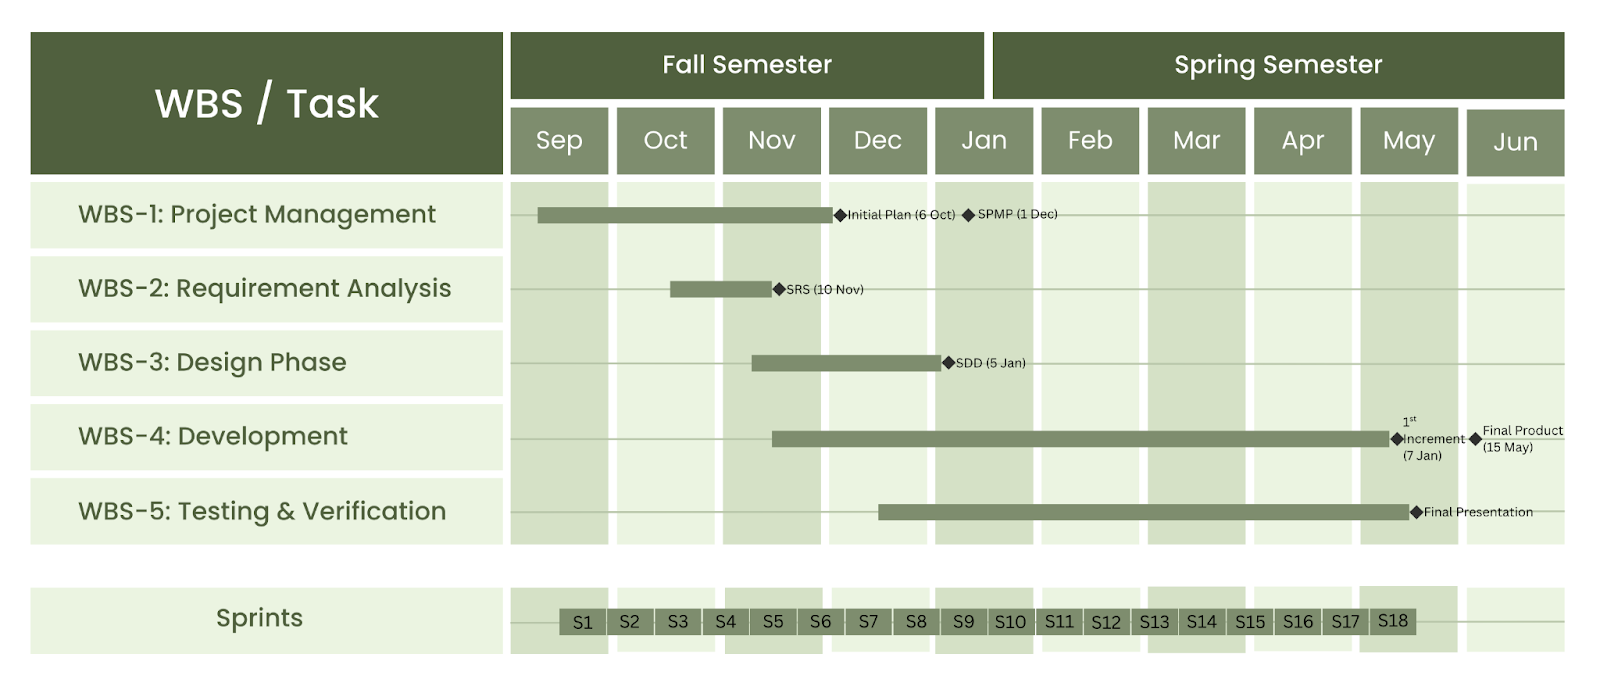 WBS / Task
Fall Semester
Spring Semester
Sep Oct Nov Dec Jan Feb Mar Apr May Jun
WBS-1: Project Management
Initial Plan (6 Oct)
SPMP (1 Dec)
WBS-2: Requirement Analysis
SRS (10 Nov)
WBS-3: Design Phase
SDD (5 Jan)
WBS-4: Development
1st
Increment
(7 Jan)
Final Product
(15 May)
WBS-5: Testing & Verification
Final Presentation
Sprints
S1 S2 S3 S4 S5 S6 S7 S8 S9 S10 S11 S12 S13 S14 S15 S16 S17 S18